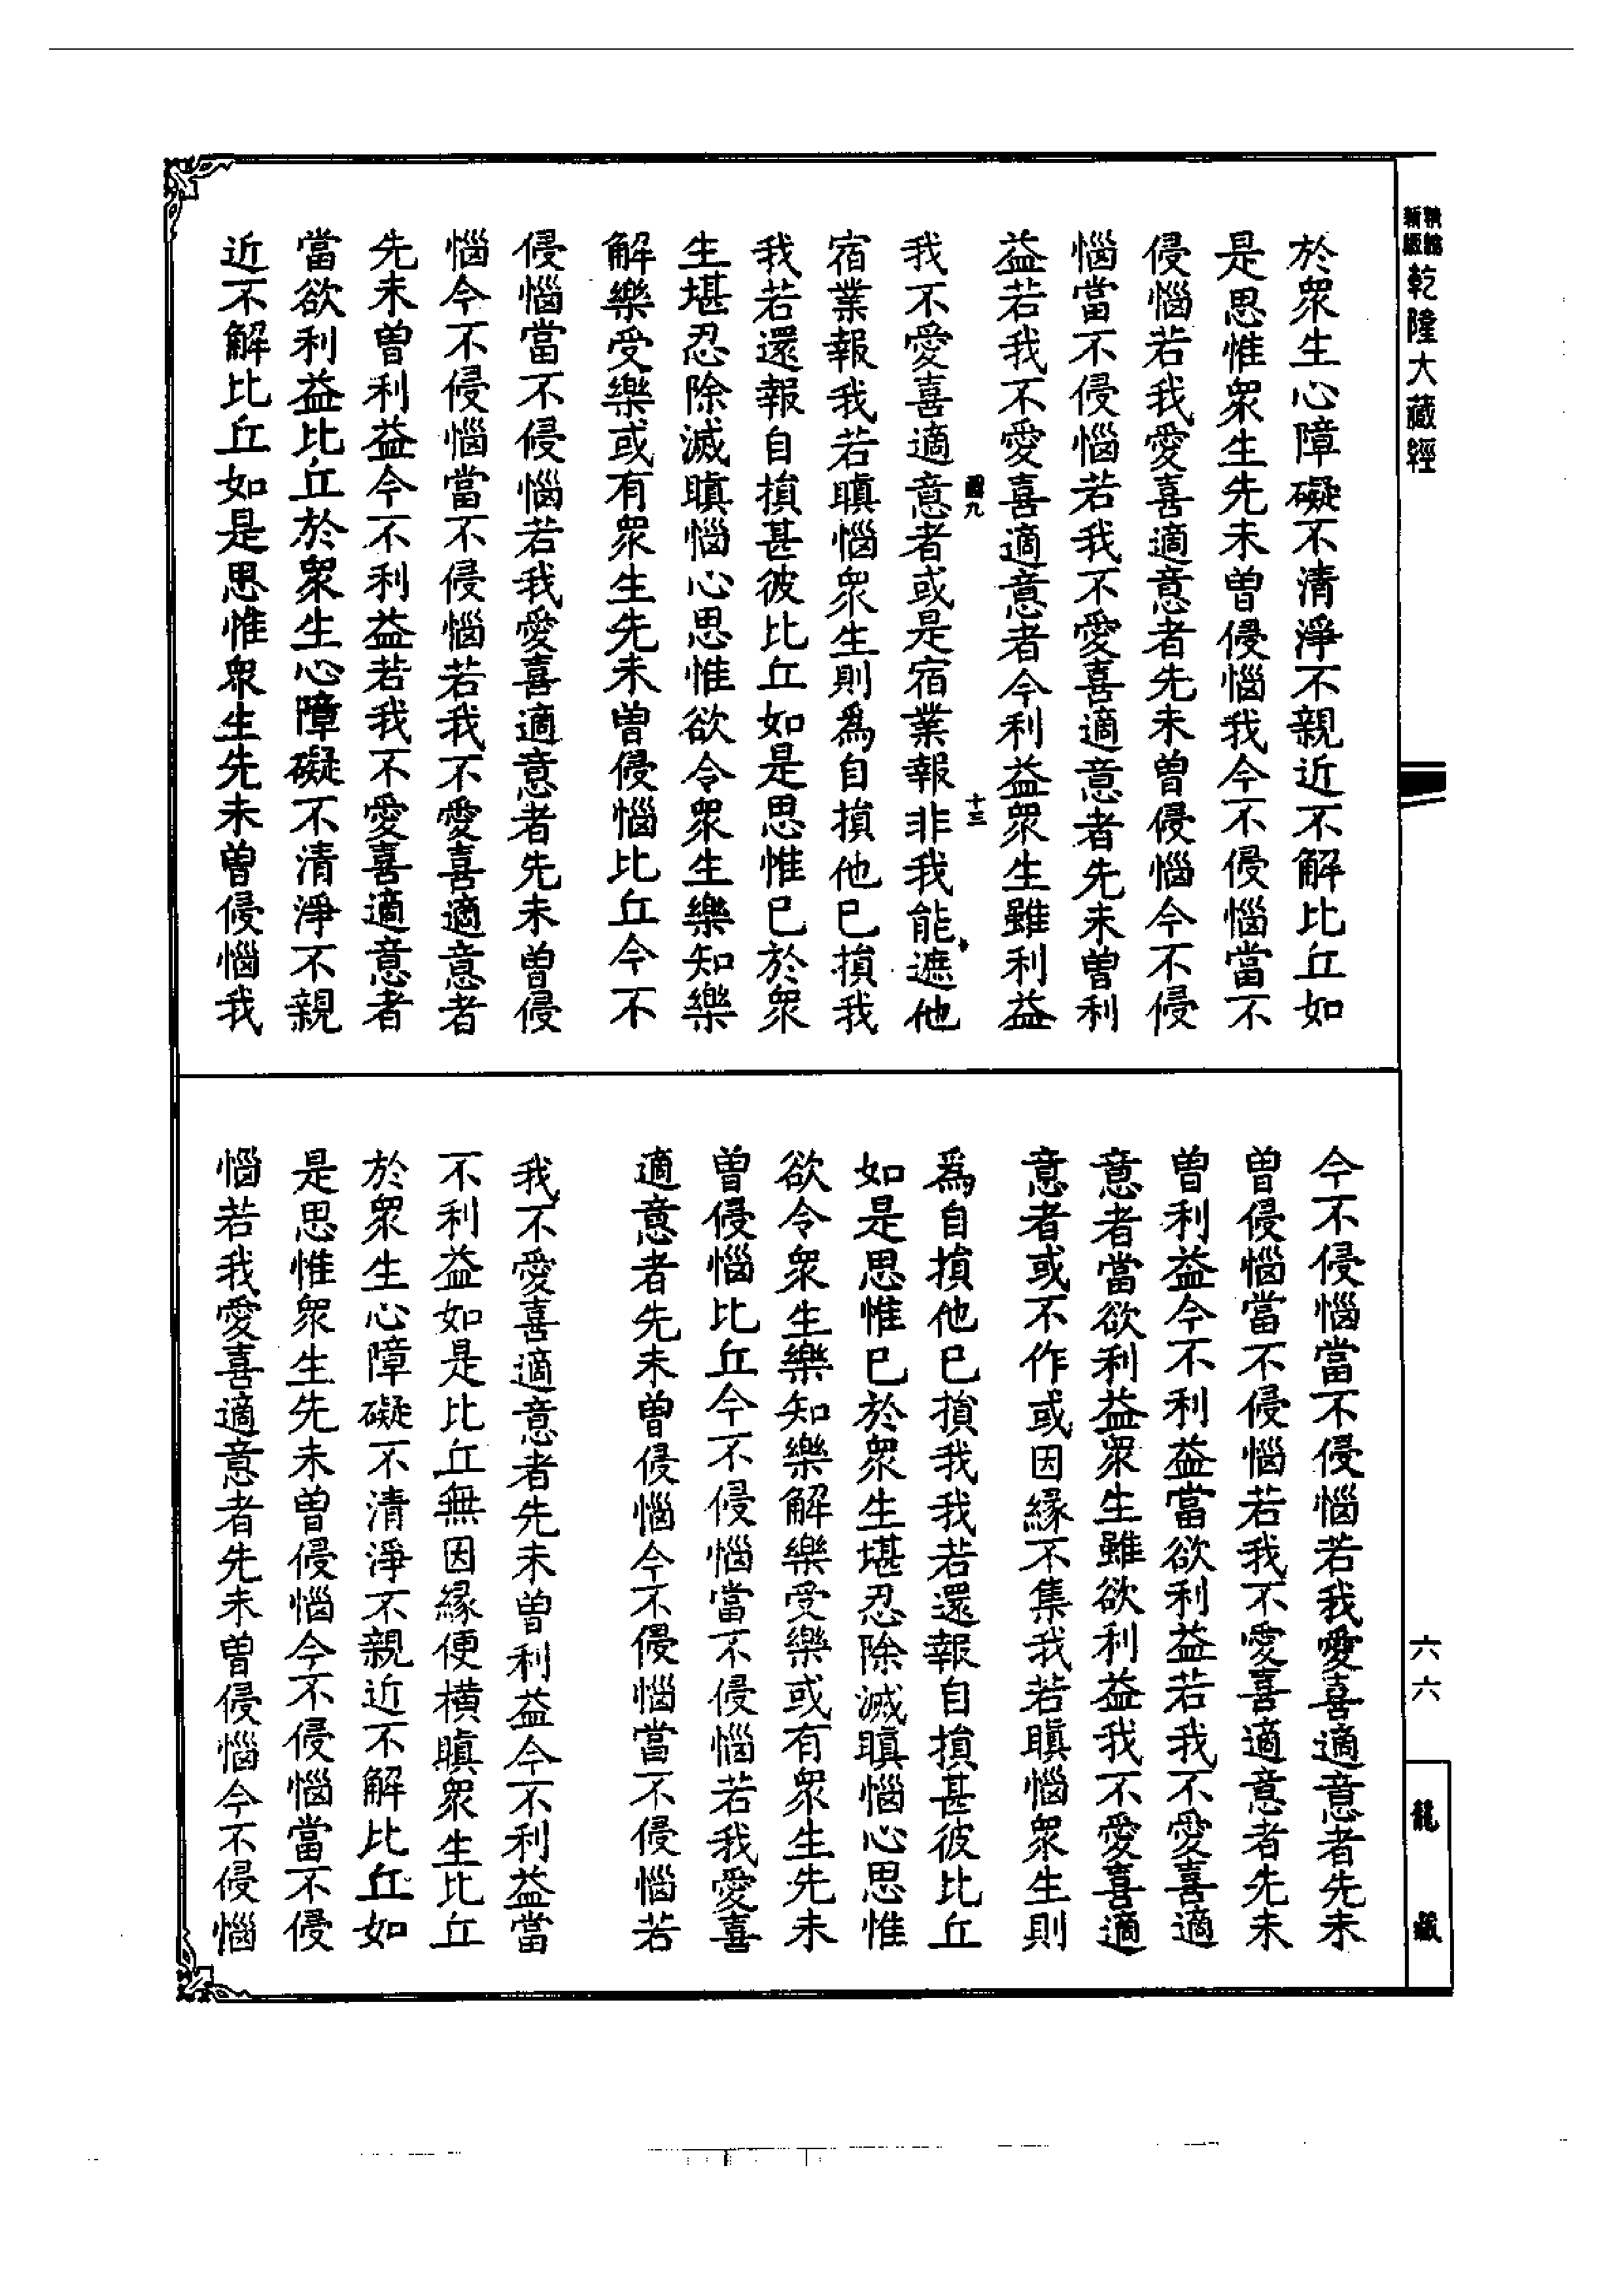 新編縮本乾隆大藏經
於衆生心障礙不清淨不親近不解比丘如
是思惟衆生先未曾侵惱我今不侵惱當不
侵惱若我愛喜適意者先未曾侵惱今不侵
惱當不侵惱若我不愛喜適意者先未曾利
益若我不愛喜適意者今利益衆生雖利益
國九
十三
我不愛喜適意者或是宿業報非我能遮他
宿業報我若瞋惱衆生則爲自損他已損我
我若還報自損甚彼比丘如是思惟已於衆
生堪忍除滅瞋惱心思惟欲令衆生樂知樂
解樂受樂或有衆生先未曾侵惱比丘今不
侵惱當不侵惱若我愛喜適意者先未曾侵
惱今不侵惱當不侵惱若我不愛喜適意者
先未曾利益今不利益若我不愛喜適意者
當欲利益比丘於衆生心障礙不清淨不親
近不解比丘如是思惟衆生先未曾侵惱我
今不侵惱當不侵惱若我愛喜適意者先未
曾侵惱當不侵惱若我不愛喜適意者先未
曾利益今不利益當欲利益若我不愛喜適
意者當欲利益衆生雖欲利益我不愛喜適
意者或不作或因緣不集我若瞋惱衆生則
爲自損他已損我我若還報自損甚彼比丘
如是思惟已於衆生堪忍除滅瞋惱心思惟
欲令衆生樂知樂解樂受樂或有衆生先未
曾侵惱比丘今不侵惱當不侵惱若我愛喜
適意者先未曾侵惱今不侵惱當不侵惱若
我不愛喜適意者先未曾利益今不利益當
不利益如是比丘無因緣便橫瞋衆生比丘
於衆生心障礙不清淨不親近不解比丘如
是思惟衆生先未曾侵惱今不侵惱當不侵
惱若我愛喜適意者先未曾侵惱今不侵惱
六六
龍藏